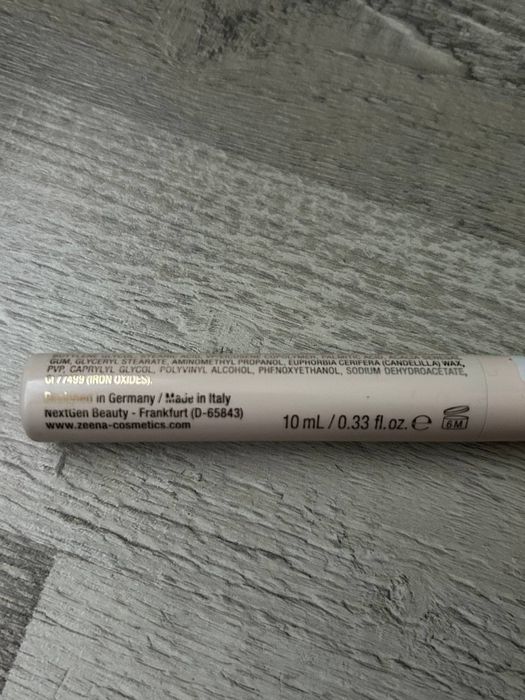 GUM, GLYCERYL STEARATE, AMINOMETHYL PROPANOL, EUPHORBIA CERIFERA (CANDELILLA) WAX,
PVP, CAPRYLYL GLYCOL, POLYVINYL ALCOHOL, PHENOXYETHANOL, SODIUM DEHYDROACETATE,
CI 77499 (IRON OXIDES).
in Germany / Made in Italy
NextGen Beauty - Frankfurt (D-65843)
www.zeena-cosmetics.com
10 mL / 0.33 fl. oz. ℮ 6 M